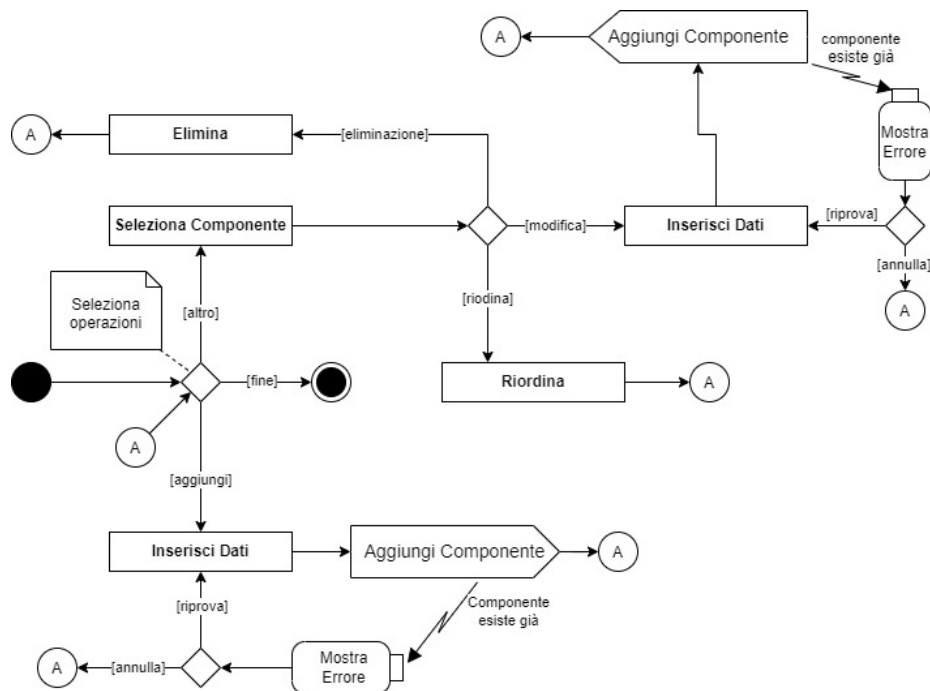 A
Aggiungi Componente
componente
esiste già
A
Elimina
[eliminazione]
Mostra
Errore
Seleziona Componente
[modifica]
Inserisci Dati
[riprova]
[annulla]
Seleziona
operazioni
[altro]
[riodina]
A
[fine]
Riordina
A
A
[aggiungi]
Inserisci Dati
Aggiungi Componente
A
[riprova]
Componente
esiste già
A
[annulla]
Mostra
Errore